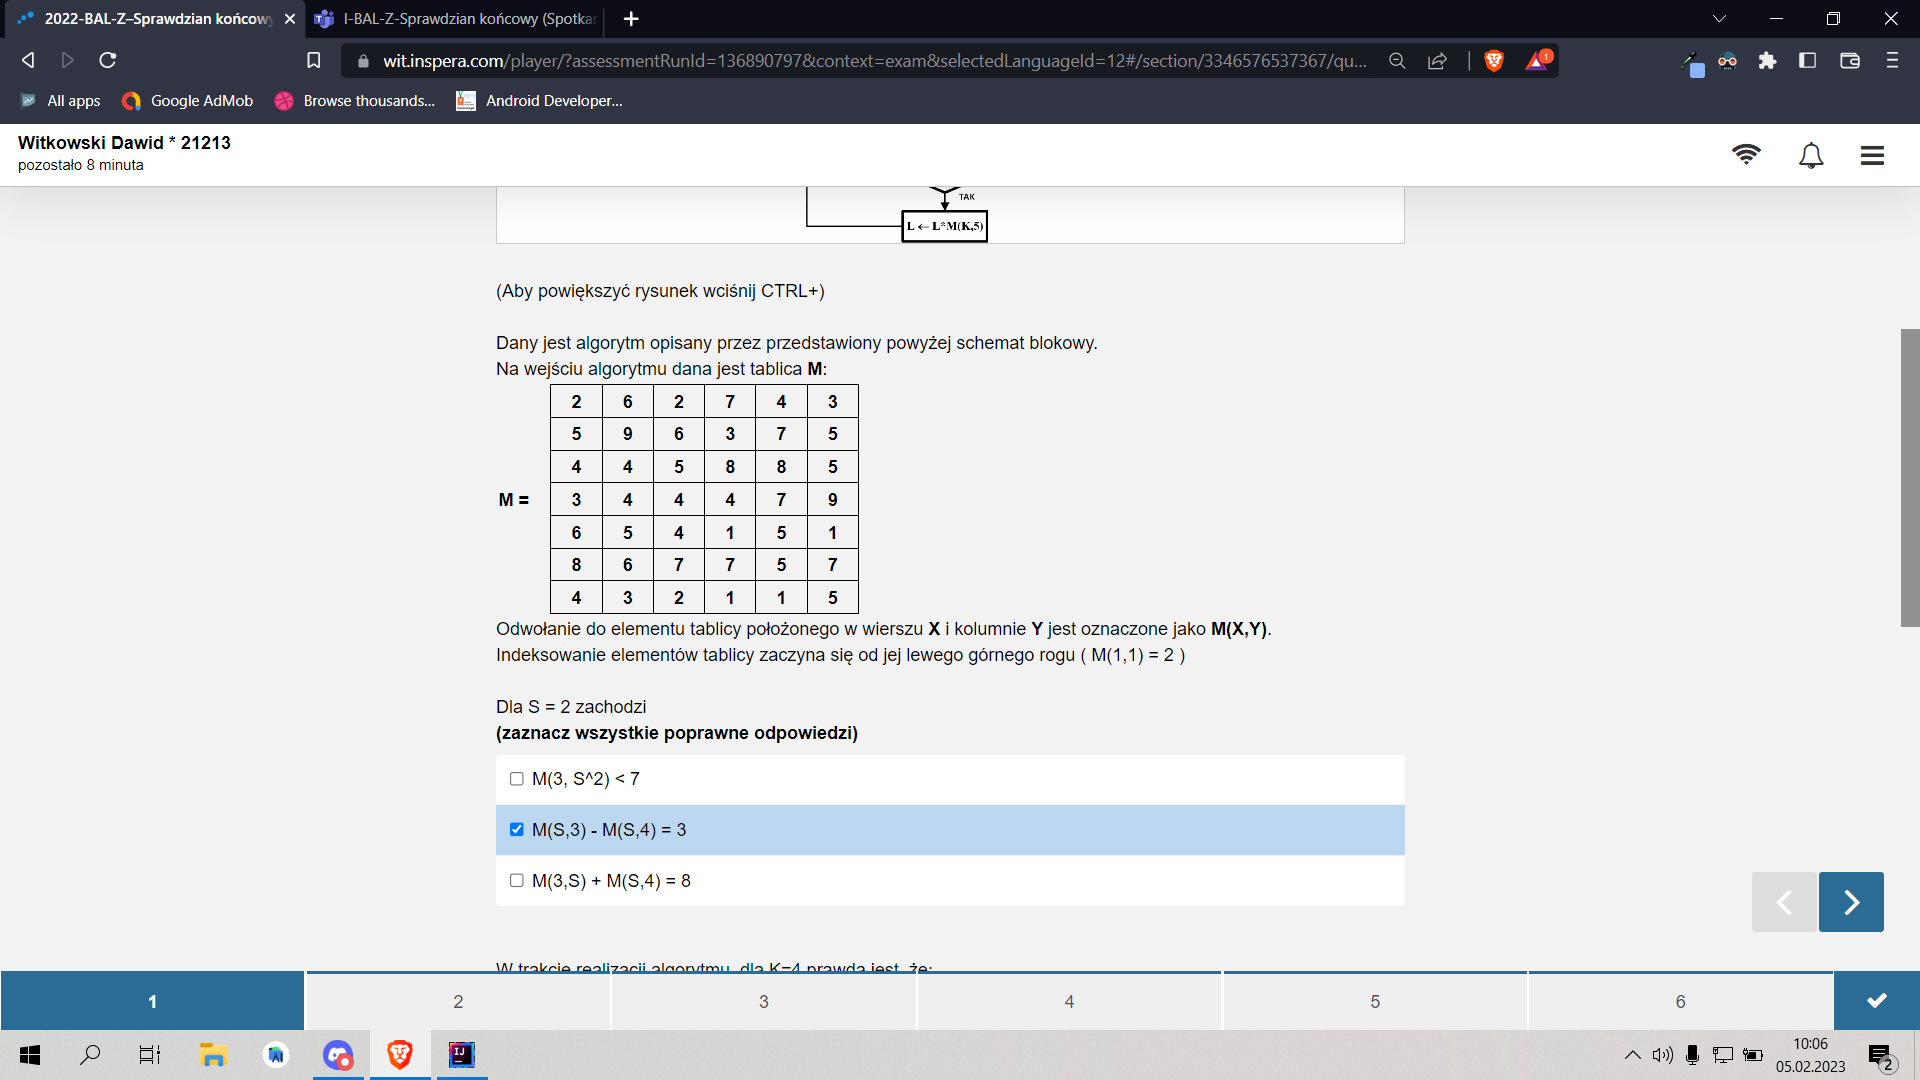 2022-BAL-Z–Sprawdzian końcowy
I-BAL-Z-Sprawdzian końcowy (Spotkan
wit.inspera.com/player/?assessmentRunId=136890797&context=exam&selectedLanguageId=12#/section/3346576537367/qu...
1
All apps
Google AdMob
Browse thousands...
Android Developer...
Witkowski Dawid * 21213
pozostało 8 minuta
TAK
L ← L*M(K,5)
(Aby powiększyć rysunek wciśnij CTRL+)
Dany jest algorytm opisany przez przedstawiony powyżej schemat blokowy.
Na wejściu algorytmu dana jest tablica M:
2 6 2 7 4 3
5 9 6 3 7 5
4 4 5 8 8 5
M = 3 4 4 4 7 9
6 5 4 1 5 1
8 6 7 7 5 7
4 3 2 1 1 5
Odwołanie do elementu tablicy położonego w wierszu X i kolumnie Y jest oznaczone jako M(X,Y).
Indeksowanie elementów tablicy zaczyna się od jej lewego górnego rogu ( M(1,1) = 2 )
Dla S = 2 zachodzi
(zaznacz wszystkie poprawne odpowiedzi)
M(3, S^2) < 7
M(S,3) - M(S,4) = 3
M(3,S) + M(S,4) = 8
W trakcie realizacji algorytmu, dla K=4 prawdą jest, że:
1 2 3 4 5 6
IJ
10:06
05.02.2023
2